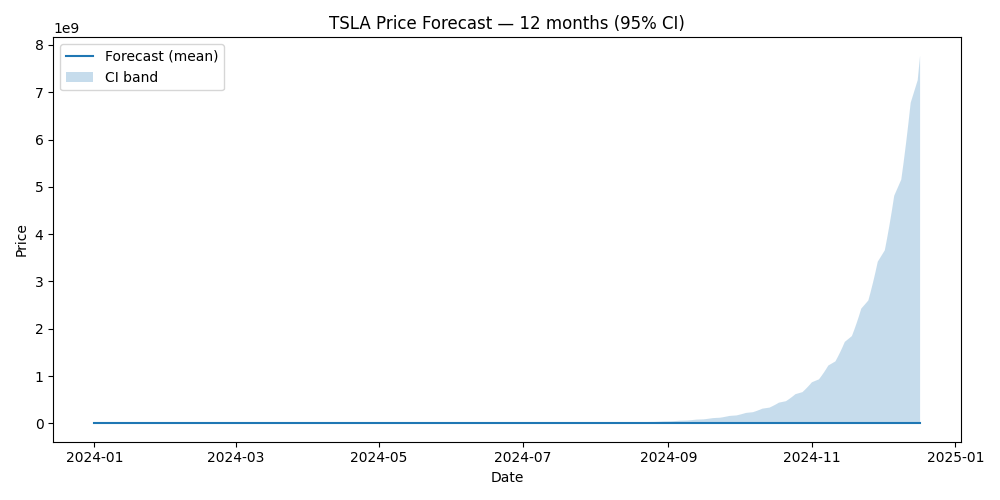 TSLA Price Forecast — 12 months (95% CI)
1e9
Forecast (mean)
CI band
8
7
6
5
4
3
2
1
0
Price
2024-01 2024-03 2024-05 2024-07 2024-09 2024-11 2025-01
Date